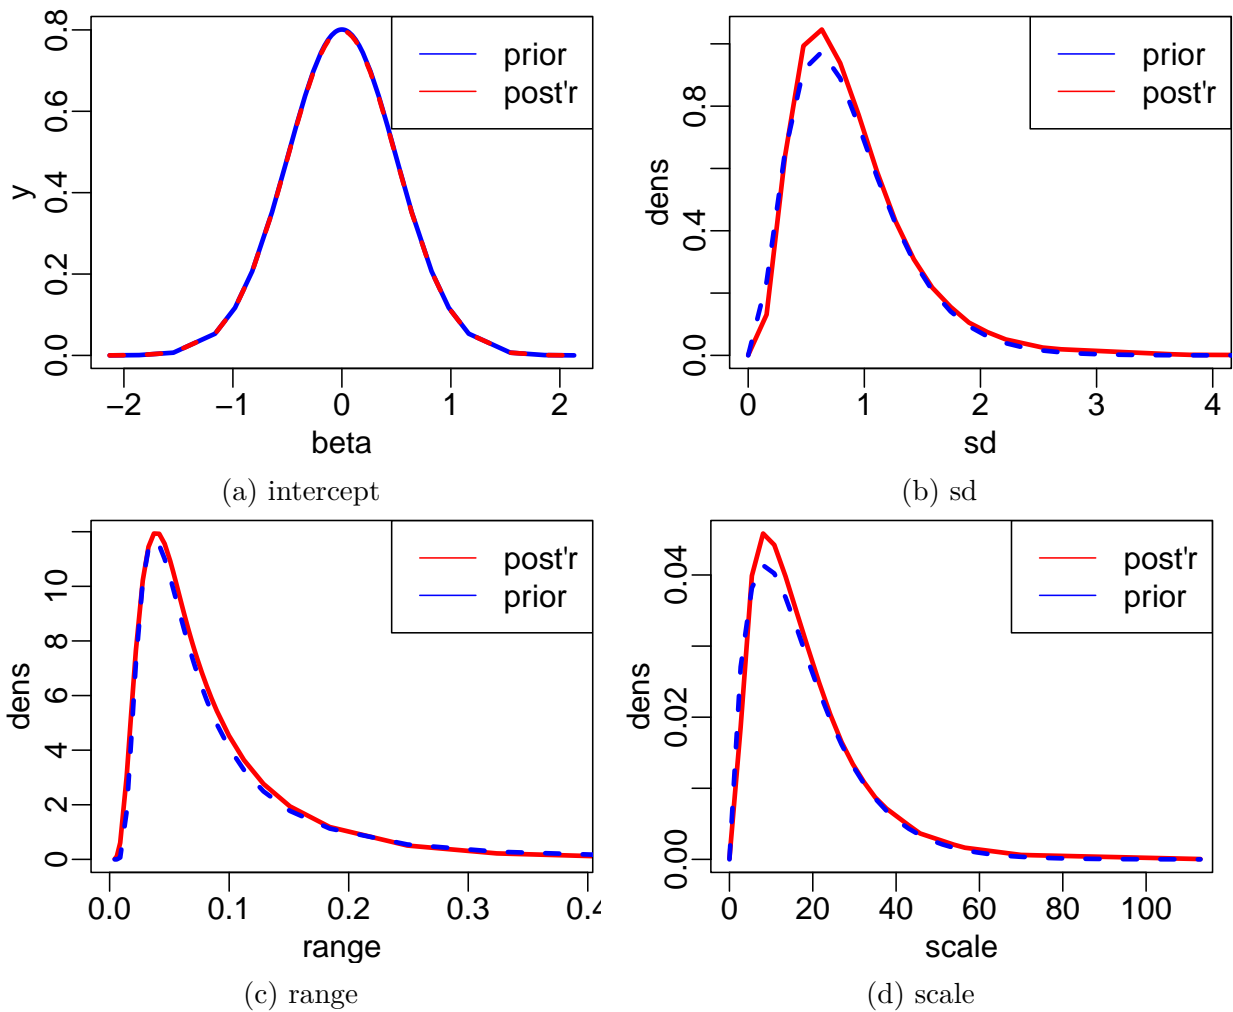 prior
post'r
y
0.0
0.2
0.4
0.6
0.8
−2
−1
0
1
2
beta
(a) intercept
prior
post'r
dens
0.0
0.4
0.8
0
1
2
3
4
sd
(b) sd
post'r
prior
dens
0
2
4
6
8
10
0.0
0.1
0.2
0.3
0.4
range
(c) range
post'r
prior
dens
0.00
0.02
0.04
0
20
40
60
80
100
scale
(d) scale